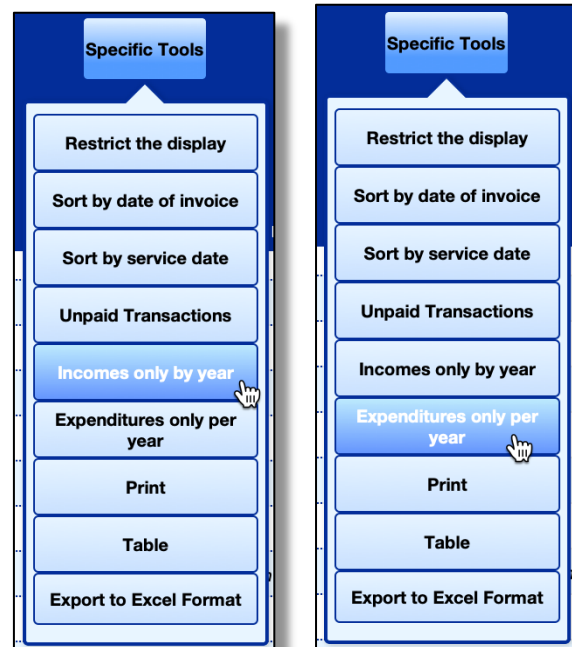 Specific Tools
Restrict the display
Sort by date of invoice
Sort by service date
Unpaid Transactions
Incomes only by year
Expenditures only per
year
Print
Table
Export to Excel Format
Specific Tools
Restrict the display
Sort by date of invoice
Sort by service date
Unpaid Transactions
Incomes only by year
Expenditures only per
year
Print
Table
Export to Excel Format